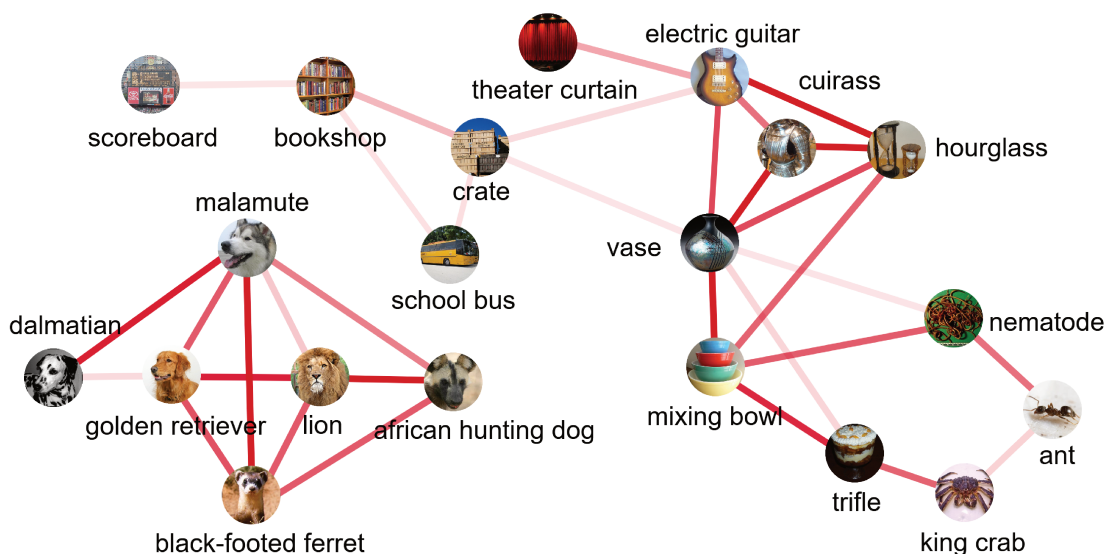 electric guitar
theater curtain
cuirass
scoreboard
bookshop
hourglass
crate
malamute
vase
school bus
dalmatian
nematode
golden retriever
lion
african hunting dog
mixing bowl
ant
trifle
black-footed ferret
king crab